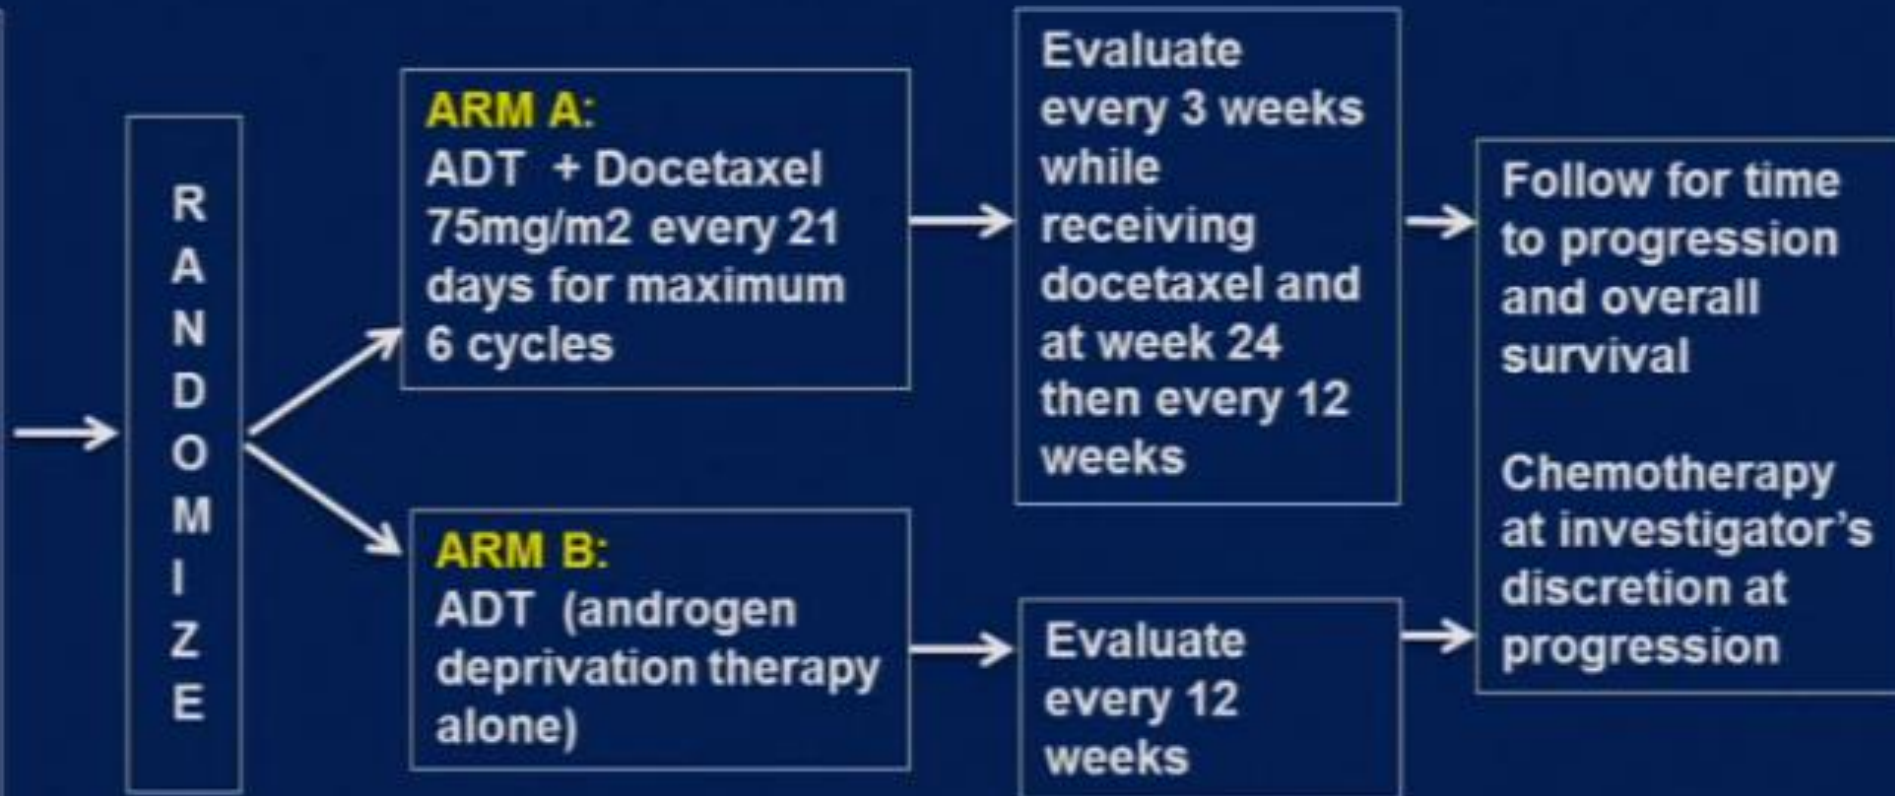 R
A
N
D
O
M
I
Z
E
ARM A:
ADT + Docetaxel
75mg/m2 every 21
days for maximum
6 cycles
ARM B:
ADT (androgen
deprivation therapy
alone)
Evaluate
every 3 weeks
while
receiving
docetaxel and
at week 24
then every 12
weeks
Evaluate
every 12
weeks
Follow for time
to progression
and overall
survival
Chemotherapy
at investigator's
discretion at
progression